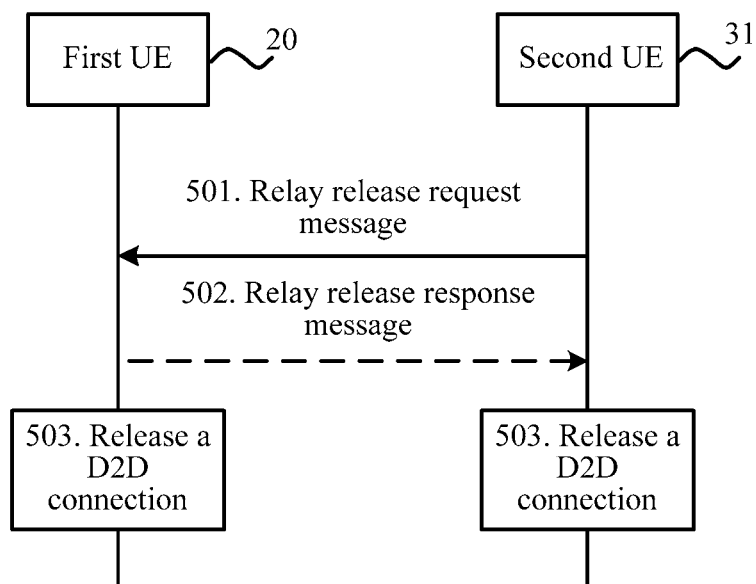 First UE
20
Second UE
31
501. Relay release request
message
502. Relay release response
message
503. Release a
D2D
connection
503. Release a
D2D
connection